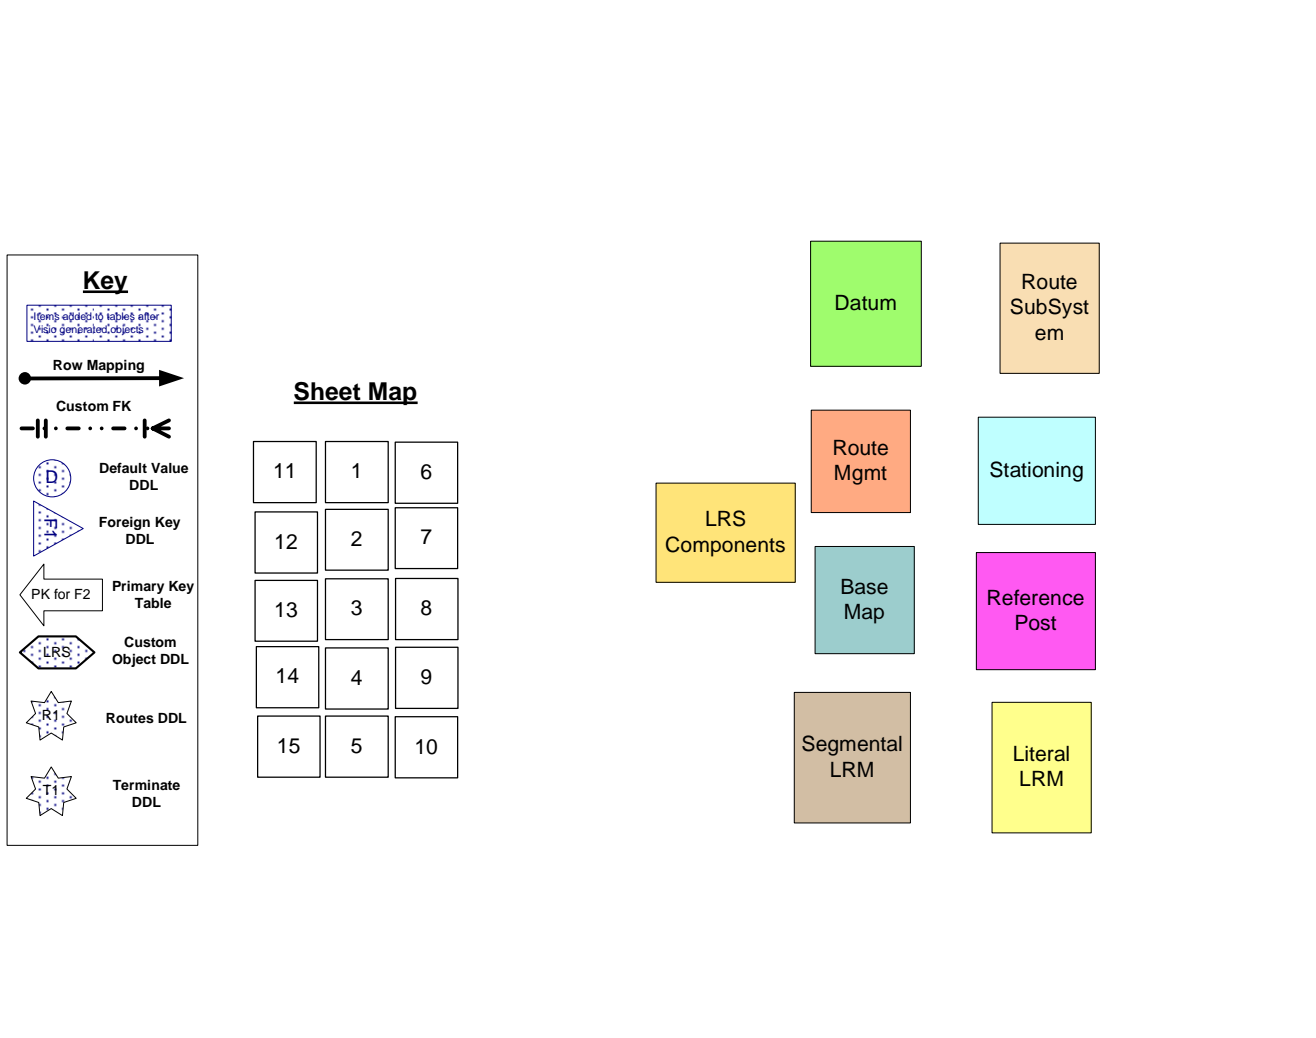 Key
Items added to tables after
Visio generated objects
Row Mapping
Custom FK
D
Default Value
DDL
F1
Foreign Key
DDL
PK for F2
Primary Key
Table
LRS
Custom
Object DDL
R1
Routes DDL
T1
Terminate
DDL
Sheet Map
11 1 6
12 2 7
13 3 8
14 4 9
15 5 10
LRS
Components
Datum
Route
SubSyst
em
Route
Mgmt
Stationing
Base
Map
Reference
Post
Segmental
LRM
Literal
LRM